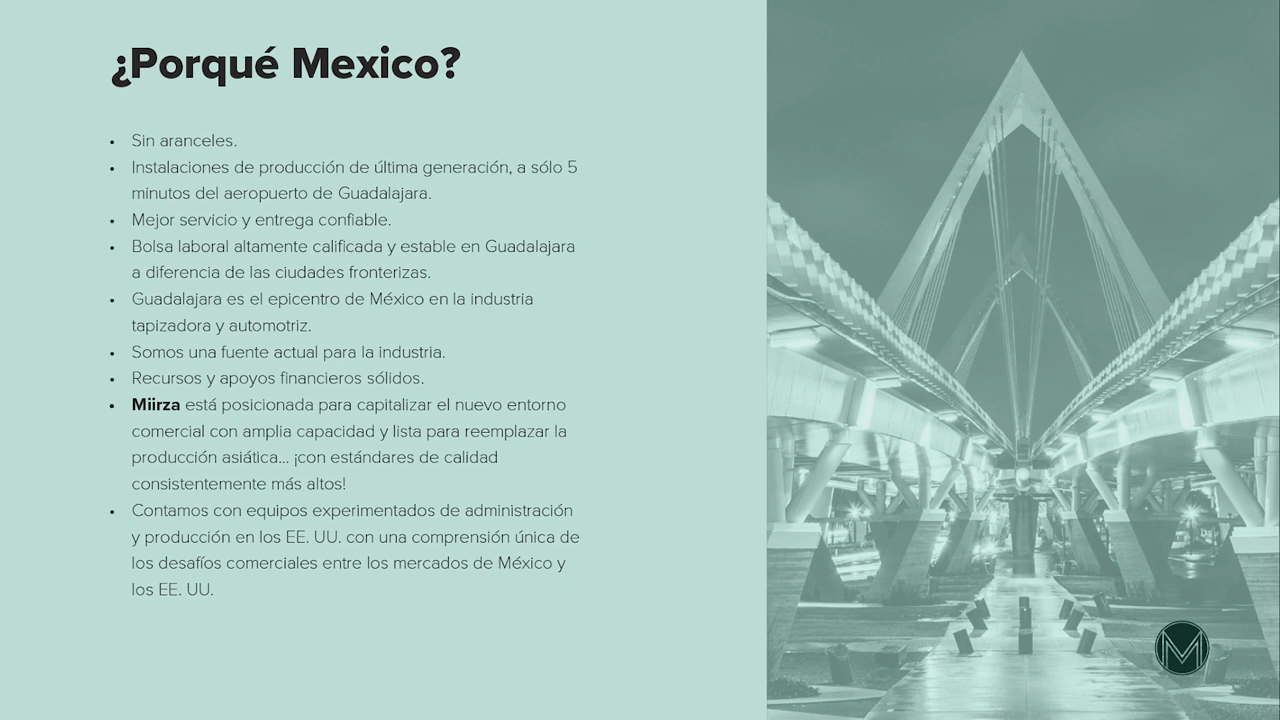 ¿Porqué Mexico?
• Sin aranceles.
• Instalaciones de producción de última generación, a sólo 5
minutos del aeropuerto de Guadalajara.
• Mejor servicio y entrega confiable.
• Bolsa laboral altamente calificada y estable en Guadalajara
a diferencia de las ciudades fronterizas.
• Guadalajara es el epicentro de México en la industria
tapizadora y automotriz.
• Somos una fuente actual para la industria.
• Recursos y apoyos financieros sólidos.
• Miirza está posicionada para capitalizar el nuevo entorno
comercial con amplia capacidad y lista para reemplazar la
producción asiática... ¡con estándares de calidad
consistentemente más altos!
• Contamos con equipos experimentados de administración
y producción en los EE. UU. con una comprensión única de
los desafíos comerciales entre los mercados de México y
los EE. UU.
M